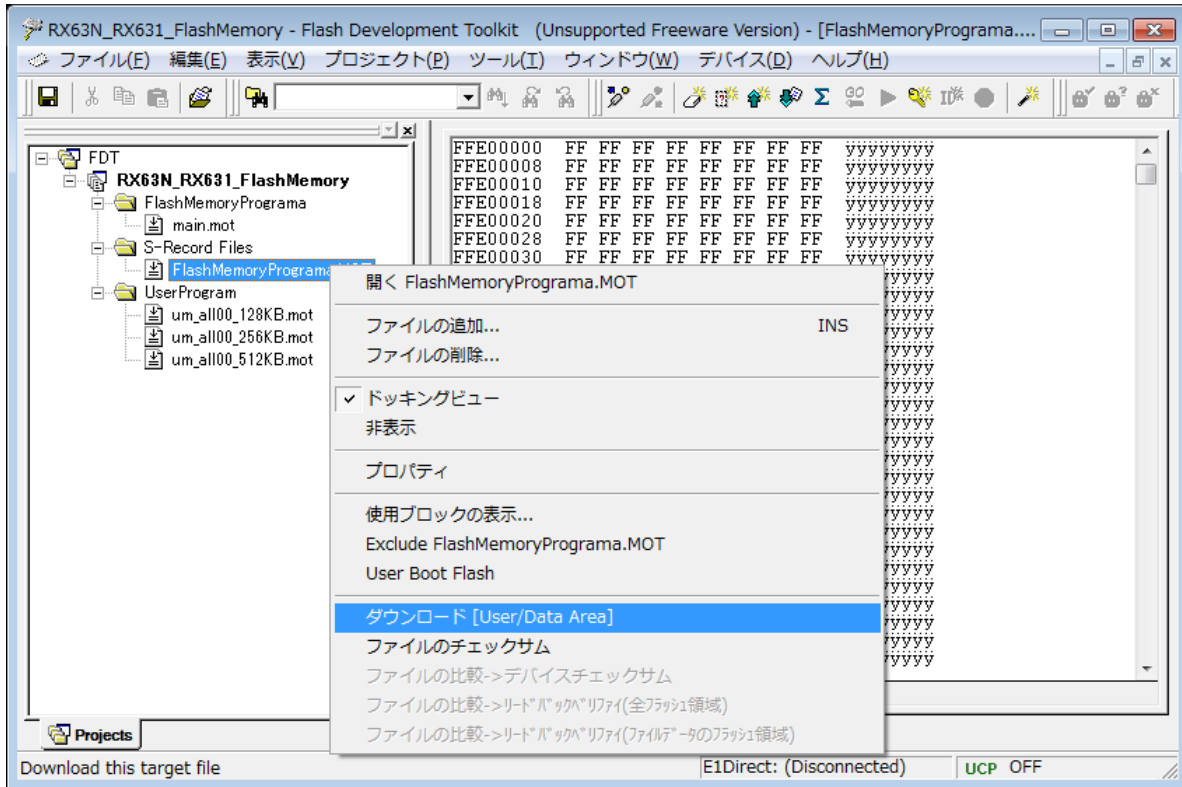 RX63N_RX631_FlashMemory - Flash Development Toolkit (Unsupported Freeware Version) - [FlashMemoryPrograma....
ファイル(F) 編集(E) 表示(V) プロジェクト(P) ツール(T) ウィンドウ(W) デバイス(D) ヘルプ(H)
FDT
RX63N_RX631_FlashMemory
FlashMemoryPrograma
main.mot
S-Record Files
FlashMemoryPrograma.MOT
UserProgram
um_all00_128KB.mot
um_all00_256KB.mot
um_all00_512KB.mot
Projects
FFE00000 FF FF FF FF FF FF FF FF ÿÿÿÿÿÿÿÿ
FFE00008 FF FF FF FF FF FF FF FF ÿÿÿÿÿÿÿÿ
FFE00010 FF FF FF FF FF FF FF FF ÿÿÿÿÿÿÿÿ
FFE00018 FF FF FF FF FF FF FF FF ÿÿÿÿÿÿÿÿ
FFE00020 FF FF FF FF FF FF FF FF ÿÿÿÿÿÿÿÿ
FFE00028 FF FF FF FF FF FF FF FF ÿÿÿÿÿÿÿÿ
FFE00030 FF FF FF FF FF FF FF FF ÿÿÿÿÿÿÿÿ
開く FlashMemoryPrograma.MOT
ファイルの追加... INS
ファイルの削除...
ドッキングビュー
非表示
プロパティ
使用ブロックの表示...
Exclude FlashMemoryPrograma.MOT
User Boot Flash
ダウンロード [User/Data Area]
ファイルのチェックサム
ファイルの比較->デバイスチェックサム
ファイルの比較->ﾘｰﾄﾞﾊﾞｯｸﾍﾞﾘﾌｧｲ(全ﾌﾗｯｼｭ領域)
ファイルの比較->ﾘｰﾄﾞﾊﾞｯｸﾍﾞﾘﾌｧｲ(ﾌｧｲﾙﾃﾞｰﾀのﾌﾗｯｼｭ領域)
Download this target file
E1Direct: (Disconnected)
UCP OFF